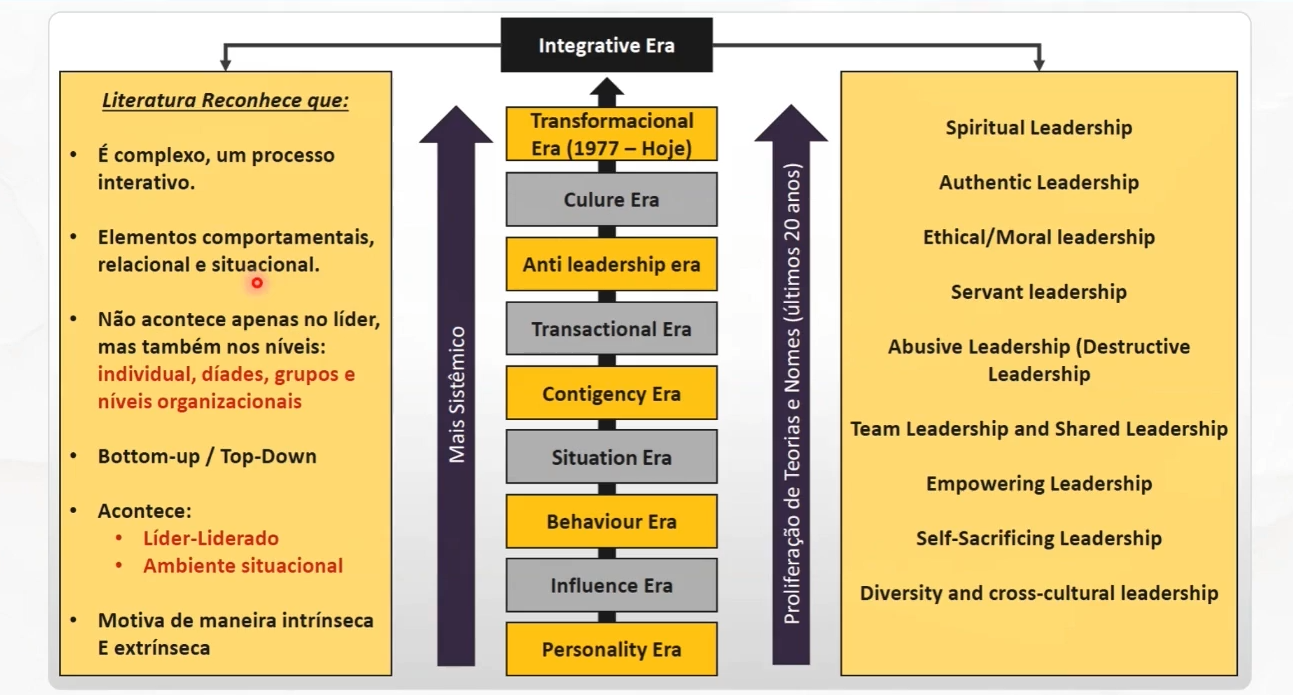 Integrative Era
Literatura Reconhece que:
• É complexo, um processo
interativo.
• Elementos comportamentais,
relacional e situacional.
• Não acontece apenas no líder,
mas também nos níveis:
individual, díades, grupos e
níveis organizacionais
• Bottom-up / Top-Down
• Acontece:
• Líder-Liderado
• Ambiente situacional
• Motiva de maneira intrínseca
E extrínseca
Mais Sistêmico
Transformacional
Era (1977 – Hoje)
Culure Era
Anti leadership era
Transactional Era
Contigency Era
Situation Era
Behaviour Era
Influence Era
Personality Era
Proliferação de Teorias e Nomes (últimos 20 anos)
Spiritual Leadership
Authentic Leadership
Ethical/Moral leadership
Servant leadership
Abusive Leadership (Destructive
Leadership
Team Leadership and Shared Leadership
Empowering Leadership
Self-Sacrificing Leadership
Diversity and cross-cultural leadership